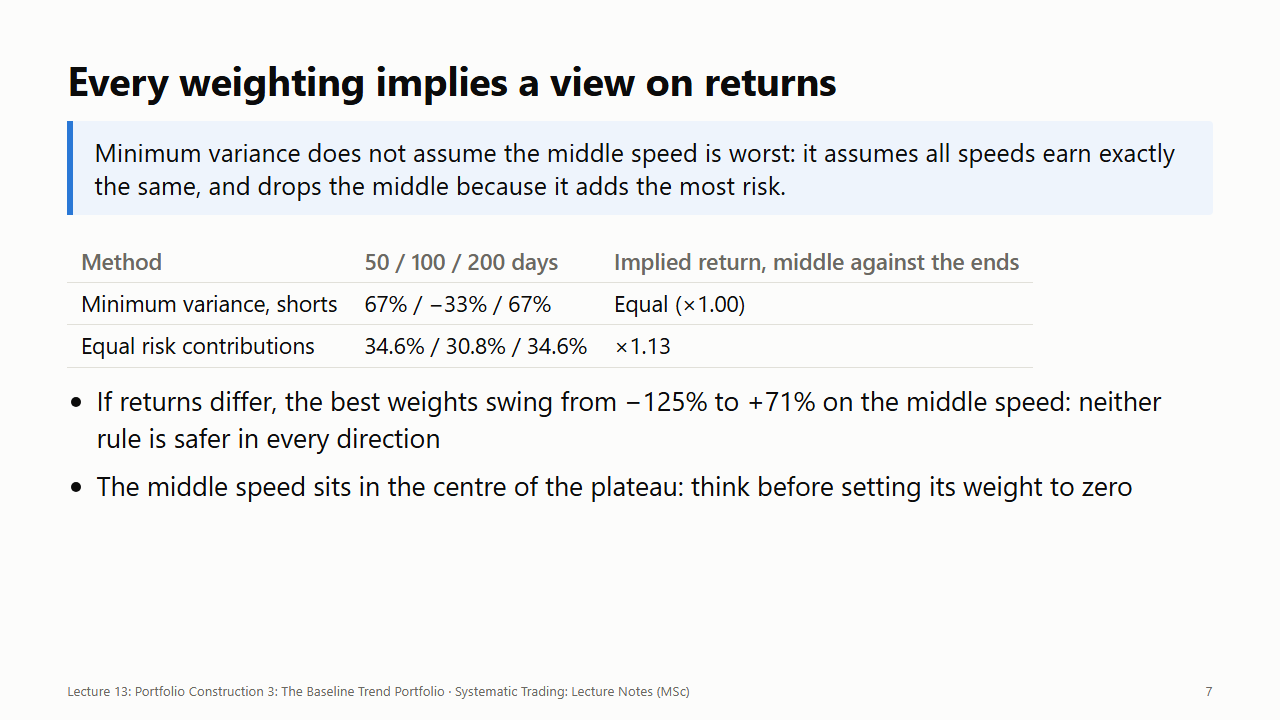 Every weighting implies a view on returns
Minimum variance does not assume the middle speed is worst: it assumes all speeds earn exactly
the same, and drops the middle because it adds the most risk.
Method 50 / 100 / 200 days Implied return, middle against the ends
Minimum variance, shorts 67% / −33% / 67% Equal (×1.00)
Equal risk contributions 34.6% / 30.8% / 34.6% ×1.13
• If returns differ, the best weights swing from −125% to +71% on the middle speed: neither
rule is safer in every direction
• The middle speed sits in the centre of the plateau: think before setting its weight to zero
Lecture 13: Portfolio Construction 3: The Baseline Trend Portfolio · Systematic Trading: Lecture Notes (MSc) 7